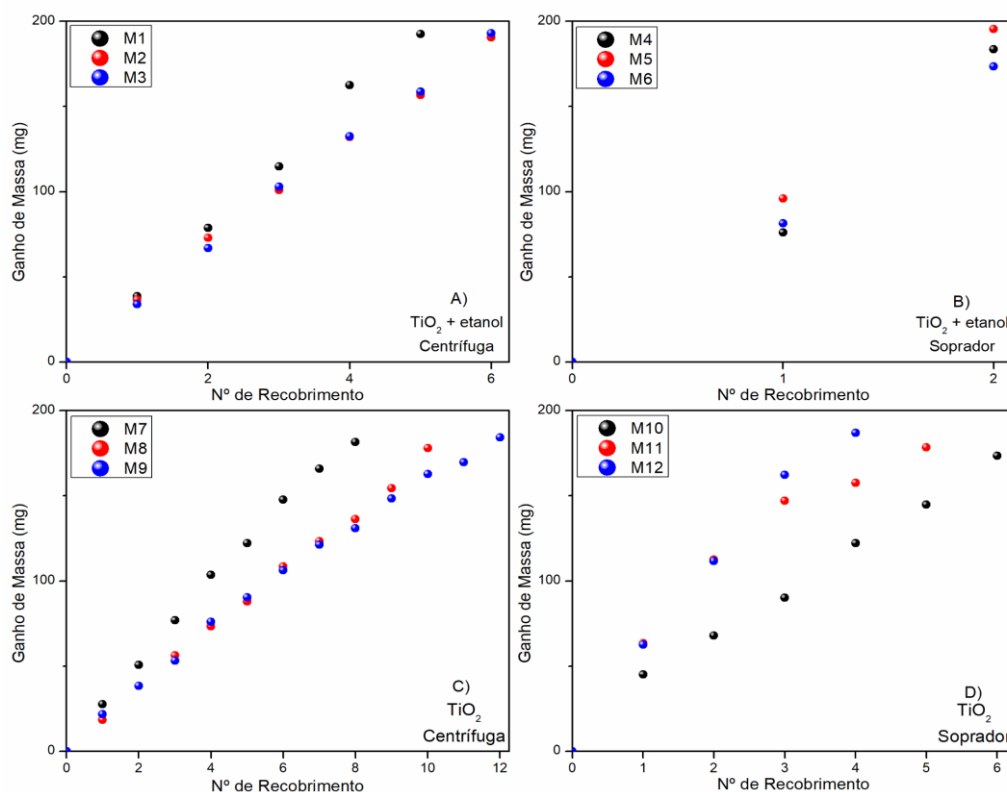 200
100
0
Ganho de Massa (mg)
M1
M2
M3
A)
TiO₂ + etanol
Centrífuga
0 2 4 6
Nº de Recobrimento
200
100
0
Ganho de Massa (mg)
M4
M5
M6
B)
TiO₂ + etanol
Soprador
0 1 2
Nº de Recobrimento
200
100
0
Ganho de Massa (mg)
M7
M8
M9
C)
TiO₂
Centrífuga
0 2 4 6 8 10 12
Nº de Recobrimento
200
100
0
Ganho de Massa (mg)
M10
M11
M12
D)
TiO₂
Soprador
0 1 2 3 4 5 6
Nº de Recobrimento